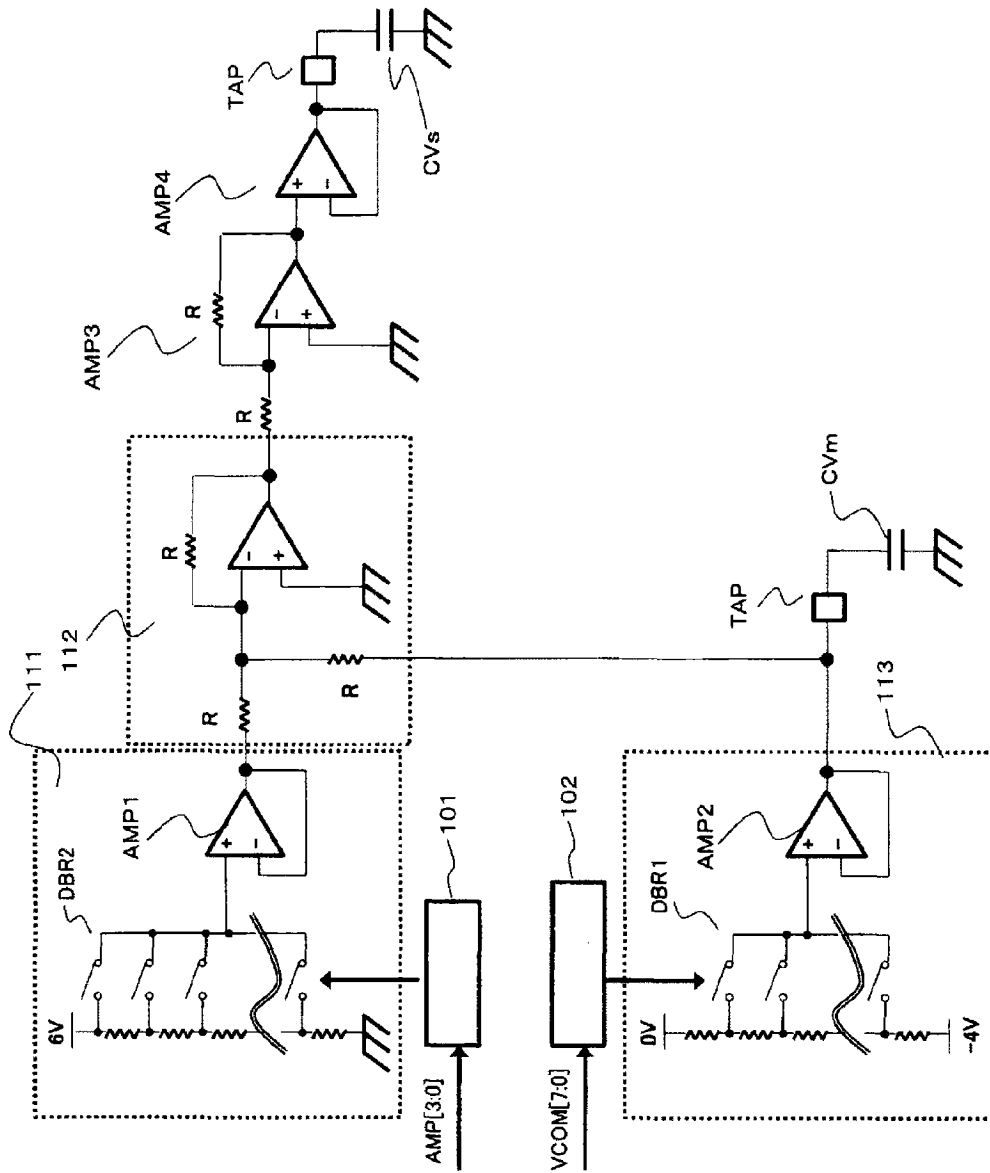 111
112
DBR2
6V
AMP1
R
R
R
R
R
AMP3
AMP4
TAP
CVs
101
AMP[3:0]
102
VCOM[7:0]
DBR1
0V
-4V
AMP2
113
TAP
CVm
+
−
−
+
−
+
+
−
+
−